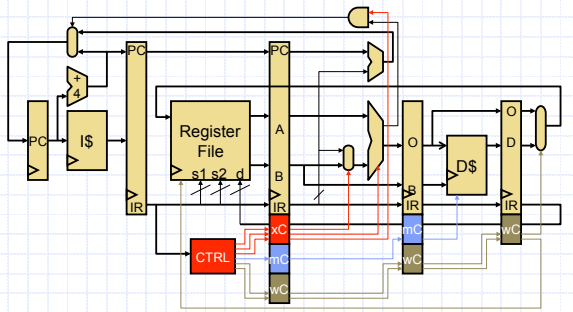 PC
PC
+
4
PC
I$
Register
File
A
O
O
D$
D
s1 s2 d
B
B
IR
IR
IR
IR
xC
mC
wC
CTRL
mC
wC
wC